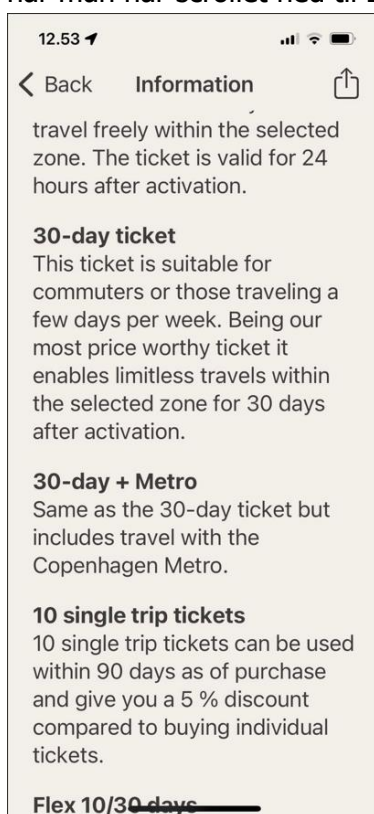 12.53
Back
Information
travel freely within the selected
zone. The ticket is valid for 24
hours after activation.
30-day ticket
This ticket is suitable for
commuters or those traveling a
few days per week. Being our
most price worthy ticket it
enables limitless travels within
the selected zone for 30 days
after activation.
30-day + Metro
Same as the 30-day ticket but
includes travel with the
Copenhagen Metro.
10 single trip tickets
10 single trip tickets can be used
within 90 days as of purchase
and give you a 5 % discount
compared to buying individual
tickets.
Flex 10/30 days